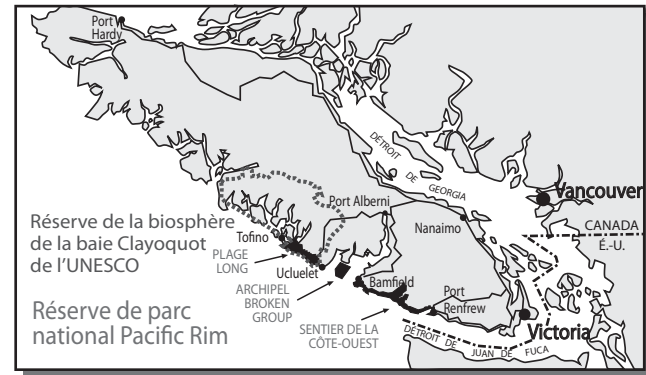 Port
Hardy
DÉTROIT DE GEORGIA
Vancouver
Port Alberni
CANADA
É.-U.
Nanaimo
Réserve de la biosphère
de la baie Clayoquot
de l'UNESCO
Tofino
PLAGE
LONG
Ucluelet
Bamfield
ARCHIPEL
BROKEN
GROUP
Port
Renfrew
Réserve de parc
national Pacific Rim
SENTIER DE LA
CÔTE-OUEST
Victoria
DÉTROIT DE JUAN DE FUCA